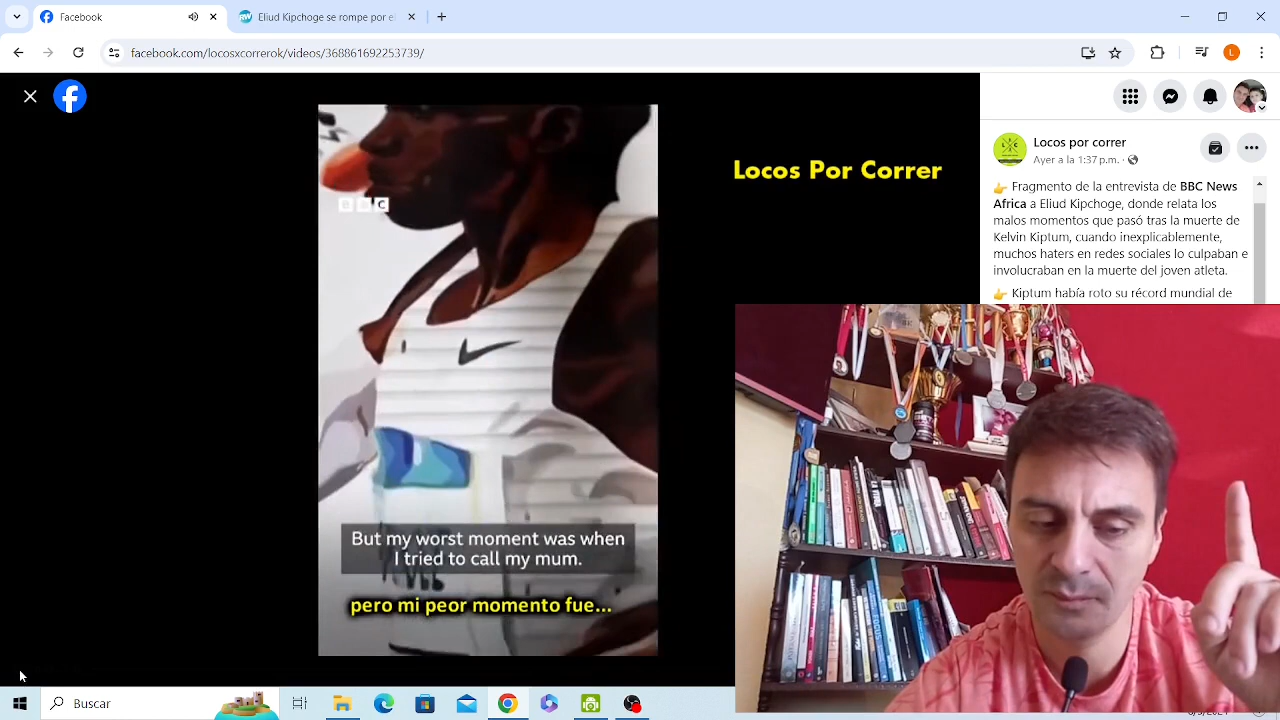 Facebook
Eliud Kipchoge se rompe por el
facebook.com/locosxcorrerok/videos/368861692253739/
L
BBC
Locos Por Correr
Locos por correr
Ayer a la 1:37 p.m.
Fragmento de la entrevista de BBC News
Africa a Eliud Kipchoge, donde relata los
malos momentos que pasó tras la muerte de
Kelvin Kiptum, cuando inexplicablemente,
muchos haters en redes sociales lo culpaban e
involucraban en la muerte del joven atleta.
Kiptum había roto su récord mundial de
But my worst moment was when
I tried to call my mum.
pero mi peor momento fue...
Buscar